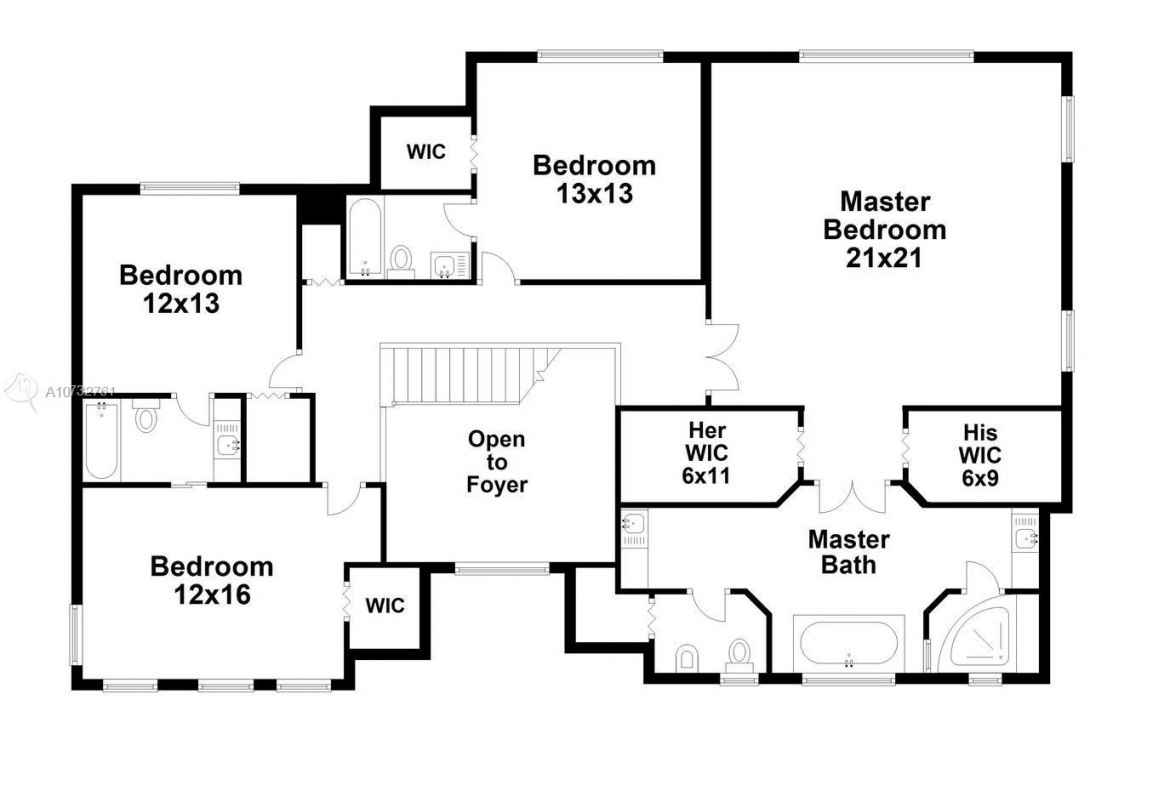 WIC
Bedroom
13x13
Master
Bedroom
21x21
Bedroom
12x13
A10732761
Open
to
Foyer
Her
WIC
6x11
His
WIC
6x9
Master
Bath
Bedroom
12x16
WIC